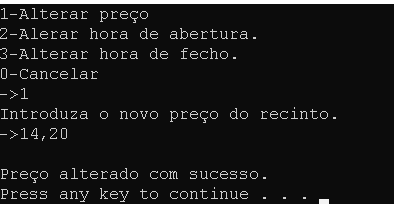 1-Alterar preço
2-Alerar hora de abertura.
3-Alterar hora de fecho.
0-Cancelar
->1
Introduza o novo preço do recinto.
->14,20
Preço alterado com sucesso.
Press any key to continue . . .